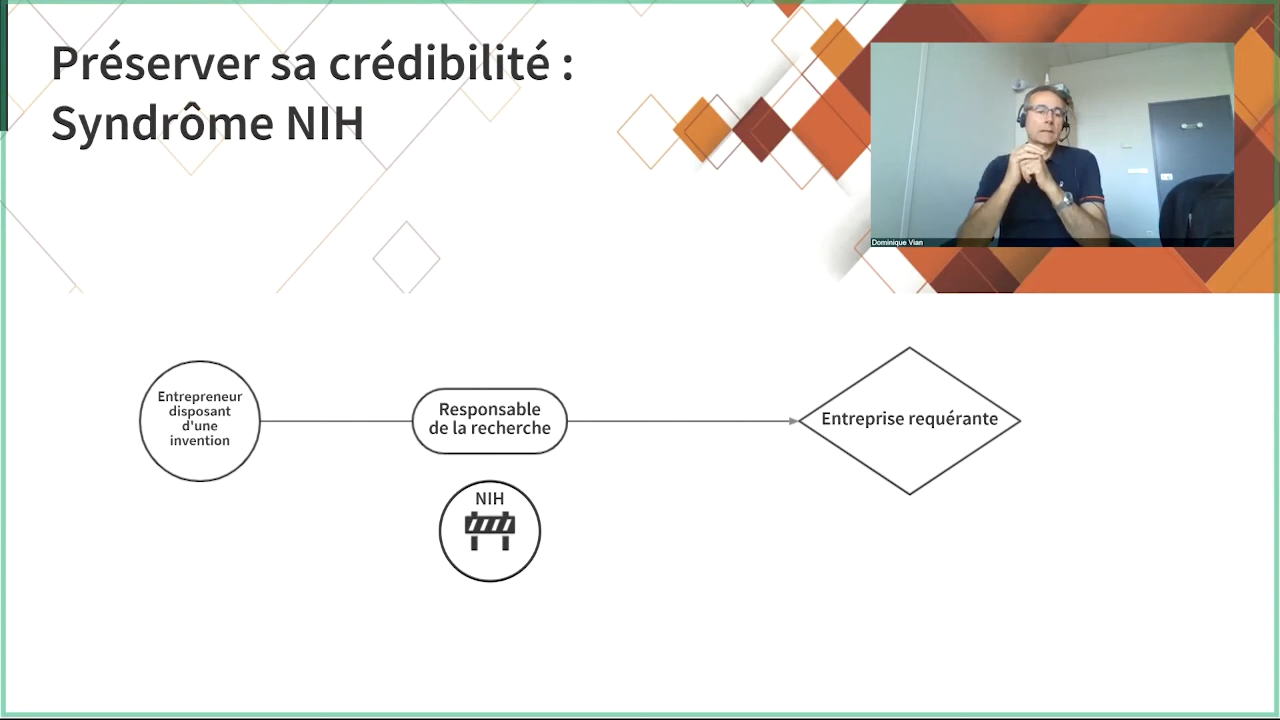 Préserver sa crédibilité :
Syndrôme NIH
Dominique Vian
Entrepreneur
disposant
d'une
invention
Responsable
de la recherche
Entreprise requérante
NIH